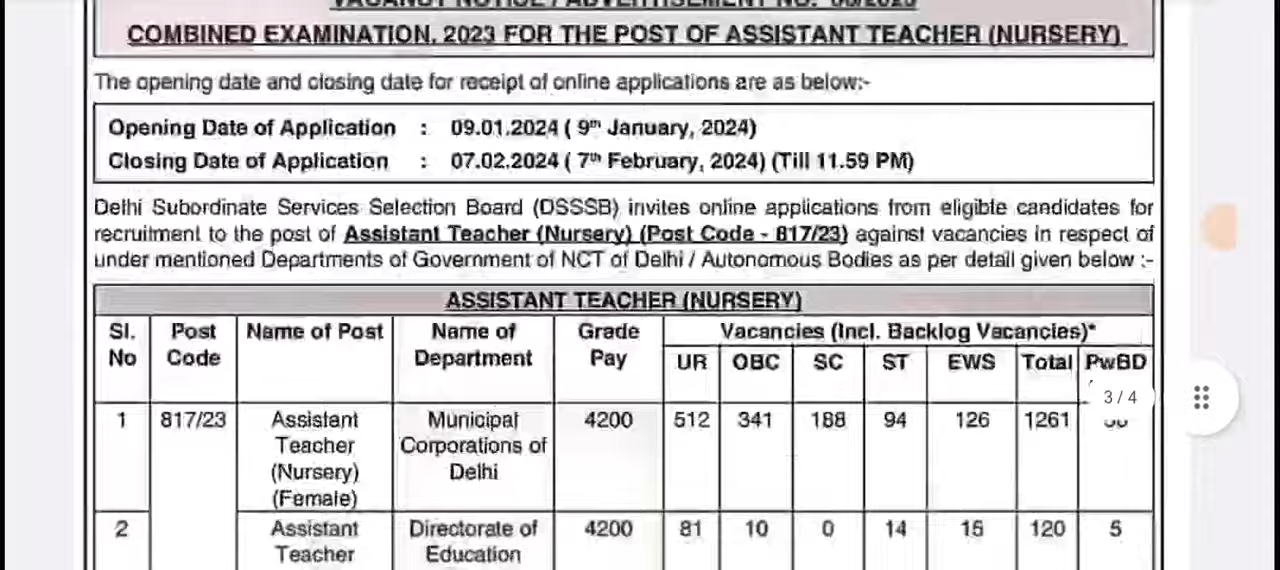 VACANCY NOTICE / ADVERTISEMENT NO.
COMBINED EXAMINATION, 2023 FOR THE POST OF ASSISTANT TEACHER (NURSERY)
The opening date and closing date for receipt of online applications are as below:-
Opening Date of Application : 09.01.2024 ( 9th January, 2024)
Closing Date of Application : 07.02.2024 ( 7th February, 2024) (Till 11.59 PM)
Delhi Subordinate Services Selection Board (DSSSB) invites online applications from eligible candidates for
recruitment to the post of Assistant Teacher (Nursery) (Post Code - 817/23) against vacancies in respect of
under mentioned Departments of Government of NCT of Delhi / Autonomous Bodies as per detail given below :-
ASSISTANT TEACHER (NURSERY)
Sl. Post Name of Post Name of Grade Vacancies (Incl. Backlog Vacancies)*
No Code Department Pay UR OBC SC ST EWS Total PwBD
3 / 4
1 817/23 Assistant Municipal 4200 512 341 188 94 126 1261
Teacher Corporations of
(Nursery) Delhi
(Female)
2 Assistant Directorate of 4200 81 10 0 14 15 120 5
Teacher Education